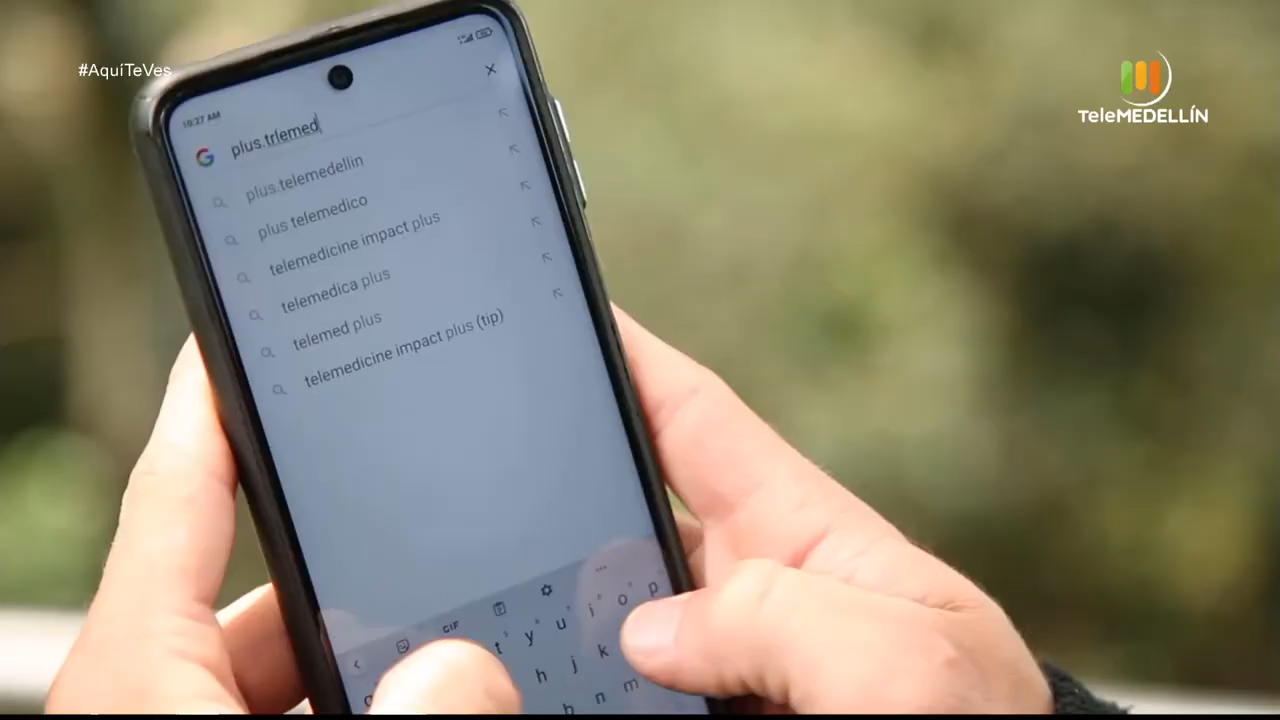 #AquíTeVes
TeleMEDELLÍN
10:27 AM
plus.trlemed
plus.telemedellin
plus telemedico
telemedicine impact plus
telemedica plus
telemed plus
telemedicine impact plus (tip)
GIF
t y u i o p
h j k
b n m